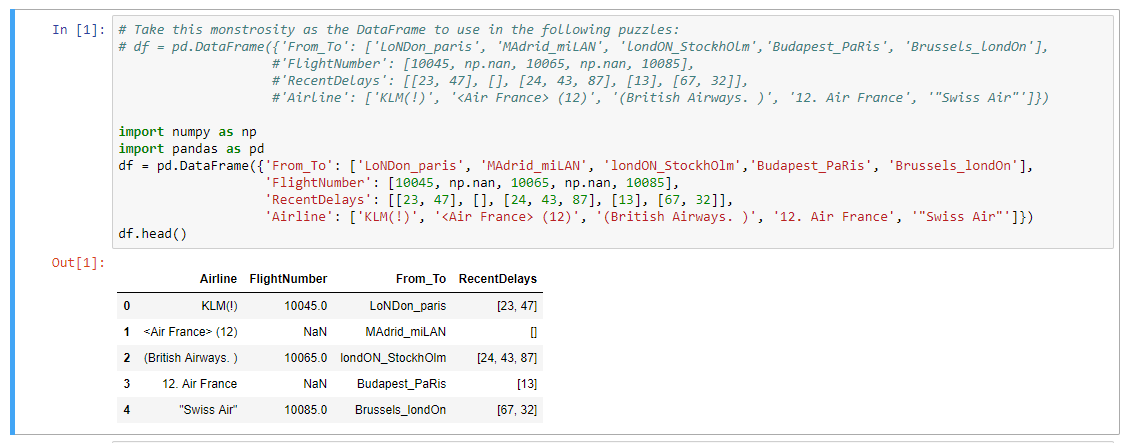 In [1]: # Take this monstrosity as the DataFrame to use in the following puzzles:
# df = pd.DataFrame({'From_To': ['LoNDon_paris', 'MAdrid_miLAN', 'londON_StockhOlm','Budapest_PaRis', 'Brussels_londOn'],
#'FlightNumber': [10045, np.nan, 10065, np.nan, 10085],
#'RecentDelays': [[23, 47], [], [24, 43, 87], [13], [67, 32]],
#'Airline': ['KLM(!)', '<Air France> (12)', '(British Airways. )', '12. Air France', '"Swiss Air"']})
import numpy as np
import pandas as pd
df = pd.DataFrame({'From_To': ['LoNDon_paris', 'MAdrid_miLAN', 'londON_StockhOlm','Budapest_PaRis', 'Brussels_londOn'],
'FlightNumber': [10045, np.nan, 10065, np.nan, 10085],
'RecentDelays': [[23, 47], [], [24, 43, 87], [13], [67, 32]],
'Airline': ['KLM(!)', '<Air France> (12)', '(British Airways. )', '12. Air France', '"Swiss Air"']})
df.head()
Out[1]:
Airline FlightNumber From_To RecentDelays
0 KLM(!) 10045.0 LoNDon_paris [23, 47]
1 <Air France> (12) NaN MAdrid_miLAN []
2 (British Airways. ) 10065.0 londON_StockhOlm [24, 43, 87]
3 12. Air France NaN Budapest_PaRis [13]
4 "Swiss Air" 10085.0 Brussels_londOn [67, 32]